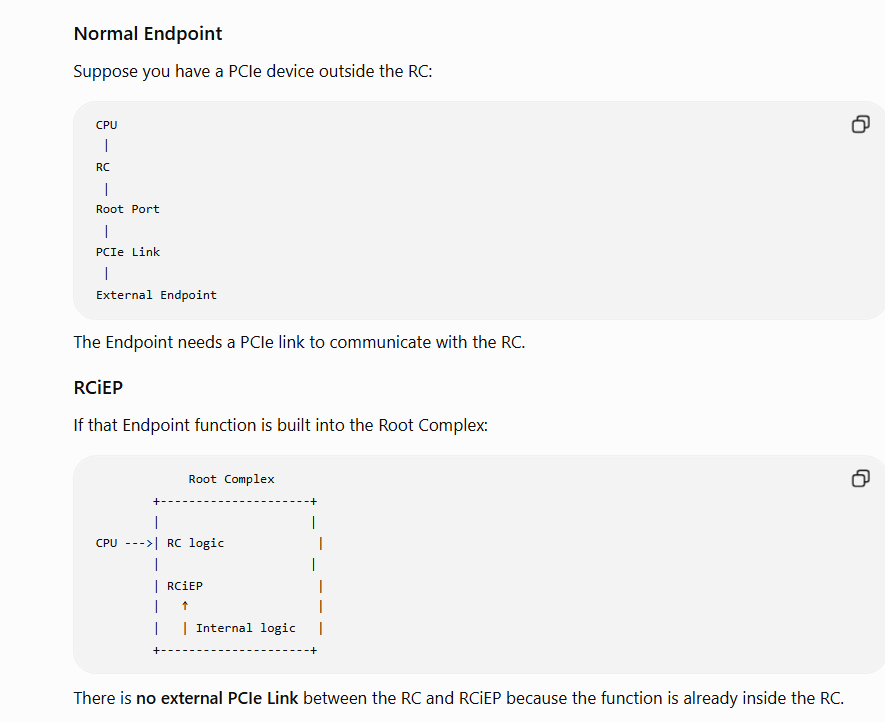 Normal Endpoint
Suppose you have a PCIe device outside the RC:
CPU
|
RC
|
Root Port
|
PCIe Link
|
External Endpoint
The Endpoint needs a PCIe link to communicate with the RC.
RCiEP
If that Endpoint function is built into the Root Complex:
             Root Complex
        +---------------------+
        |                     |
CPU --->| RC logic             |
        |                     |
        | RCiEP                |
        |   ↑                  |
        |   | Internal logic   |
        +---------------------+
There is no external PCIe Link between the RC and RCiEP because the function is already inside the RC.